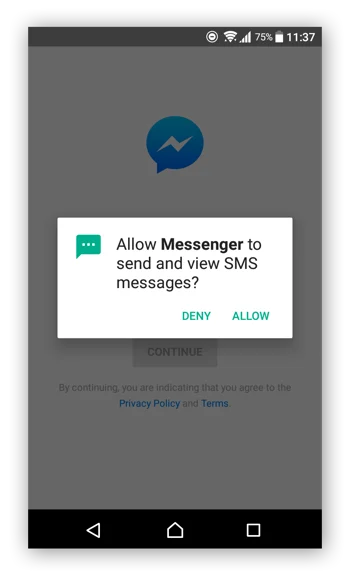 75% 11:37
Allow Messenger to
send and view SMS
messages?
DENY ALLOW
CONTINUE
By continuing, you are indicating that you agree to the
Privacy Policy and Terms.